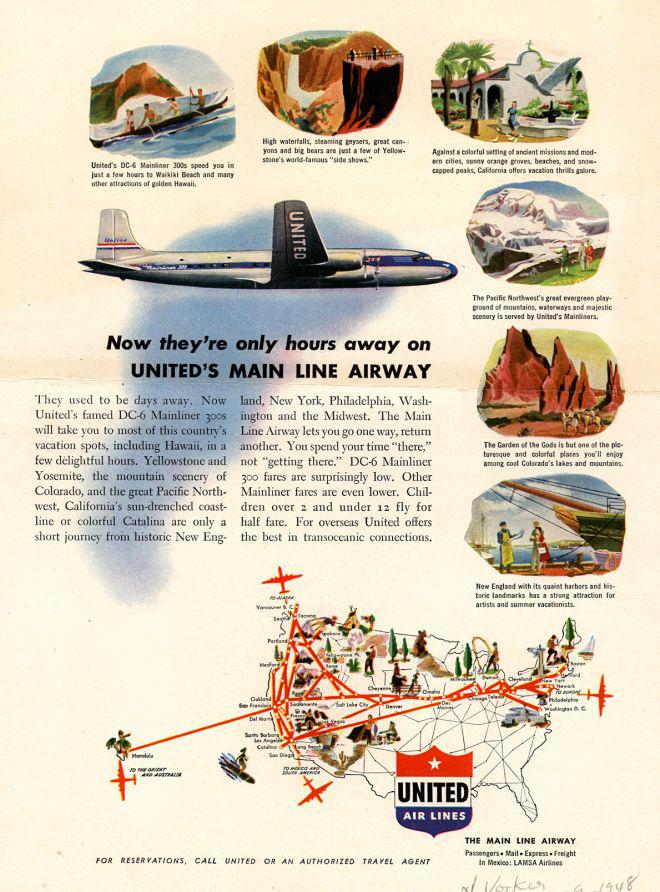 United's DC-6 Mainliner 300s speed you in
just a few hours to Waikiki Beach and many
other attractions of golden Hawaii.
High waterfalls, steaming geysers, great can-
yons and big bears are just a few of Yellow-
stone's world-famous "side shows."
Against a colorful setting of ancient missions and mod-
ern cities, sunny orange groves, beaches, and snow-
capped peaks, California offers vacation thrills galore.
United
Mainliner 300
UNITED
The Pacific Northwest's great evergreen play-
ground of mountains, waterways and majestic
scenery is served by United's Mainliners.
Now they're only hours away on
UNITED'S MAIN LINE AIRWAY
They used to be days away. Now
United's famed DC-6 Mainliner 300s
will take you to most of this country's
vacation spots, including Hawaii, in a
few delightful hours. Yellowstone and
Yosemite, the mountain scenery of
Colorado, and the great Pacific North-
west, California's sun-drenched coast-
line or colorful Catalina are only a
short journey from historic New Eng-
land, New York, Philadelphia, Wash-
ington and the Midwest. The Main
Line Airway lets you go one way, return
another. You spend your time "there,"
not "getting there." DC-6 Mainliner
300 fares are surprisingly low. Other
Mainliner fares are even lower. Chil-
dren over 2 and under 12 fly for
half fare. For overseas United offers
the best in transoceanic connections.
The Garden of the Gods is but one of the pic-
turesque and colorful places you'll enjoy
among cool Colorado's lakes and mountains.
New England with its quaint harbors and his-
toric landmarks has a strong attraction for
artists and summer vacationists.
TO ALASKA
Vancouver B. C.
Seattle
Tacoma
Spokane
Portland
Yellowstone Pk.
Boise
Medford
Milwaukee
Detroit
Cleveland
Boston
Hartford
New York
Newark
TO EUROPE
Philadelphia
Washington D. C.
Cheyenne
Omaha
Chicago
Toledo
Des
Moines
Reno
Oakland
San Francisco
Sacramento
Salt Lake City
Denver
Del Monte
Fresno
Las Vegas
Santa Barbara
Los Angeles
Catalina
Long Beach
San Diego
Honolulu
TO THE ORIENT
AND AUSTRALIA
TO MEXICO AND
SOUTH AMERICA
UNITED
AIR LINES
THE MAIN LINE AIRWAY
Passengers • Mail • Express • Freight
In Mexico: LAMSA Airlines
FOR RESERVATIONS, CALL UNITED OR AN AUTHORIZED TRAVEL AGENT
1948